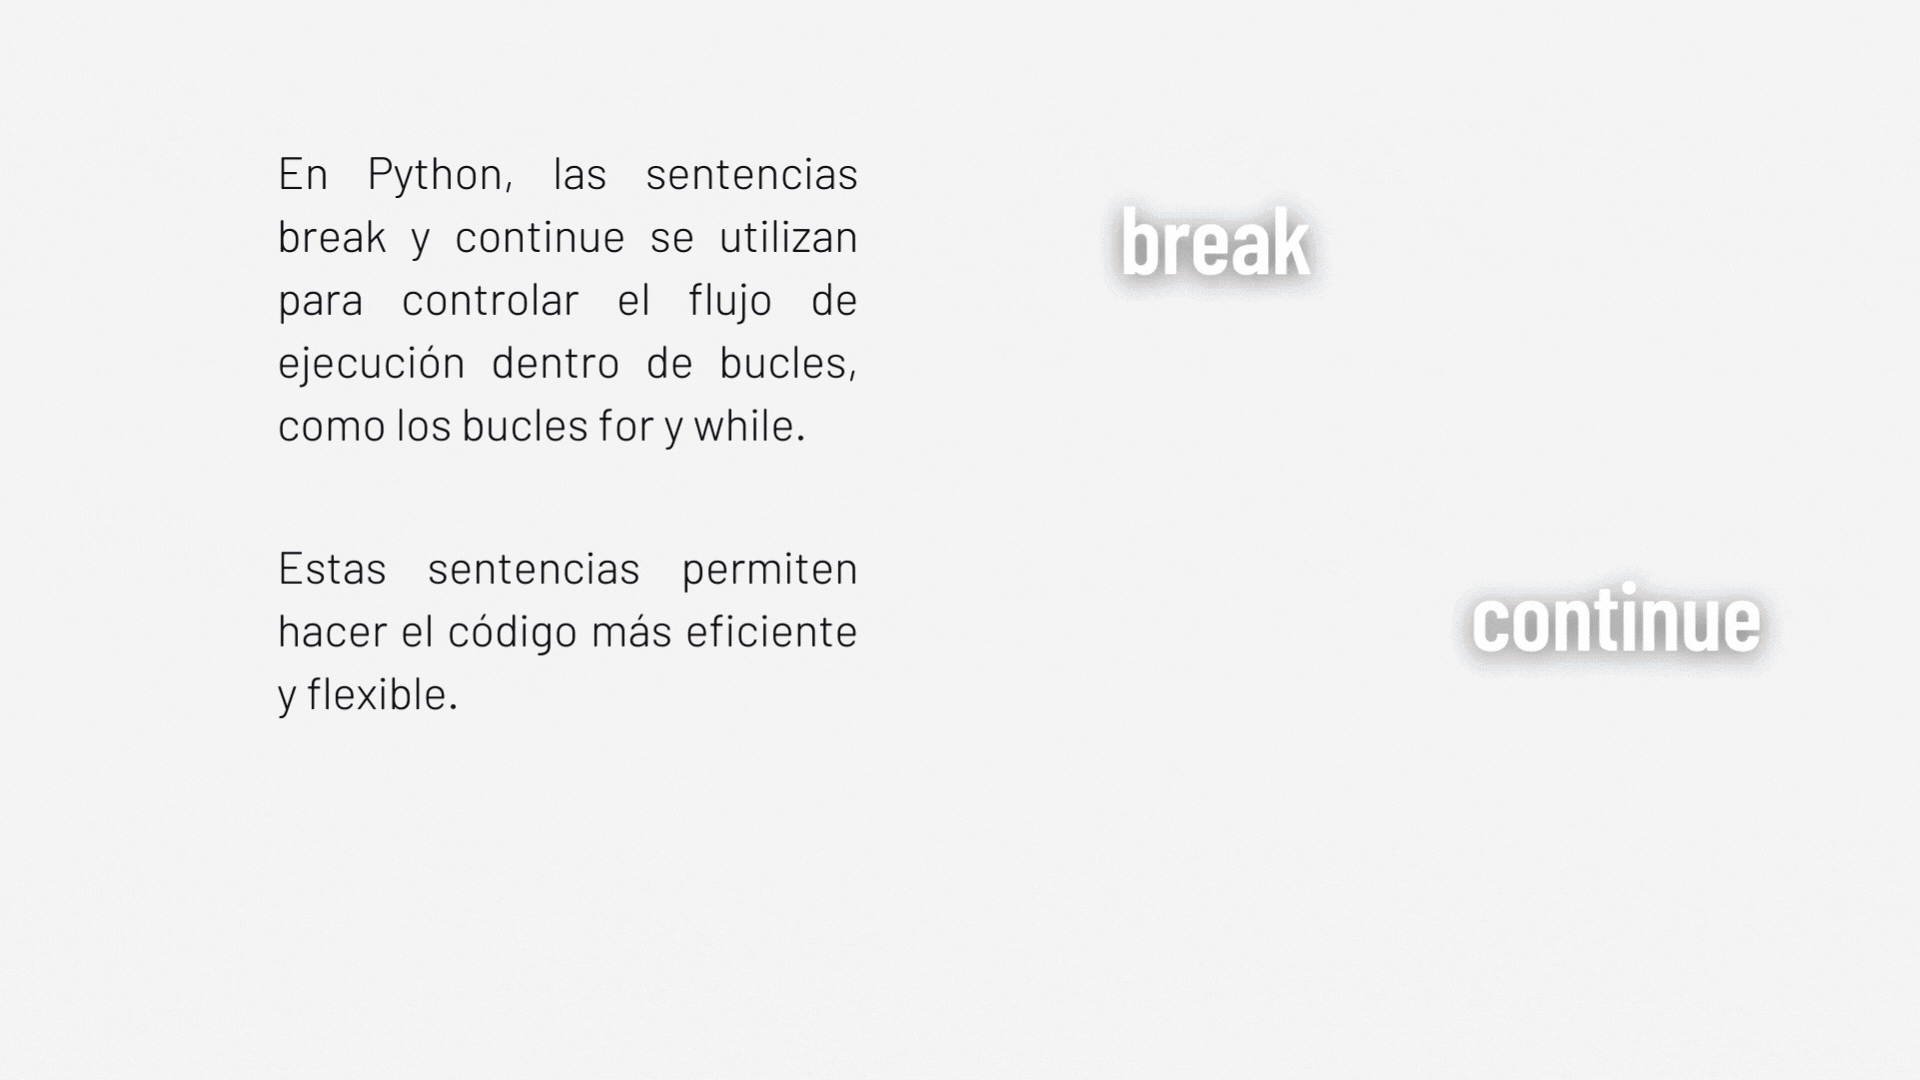 En Python, las sentencias
break y continue se utilizan
para controlar el flujo de
ejecución dentro de bucles,
como los bucles for y while.
Estas sentencias permiten
hacer el código más eficiente
y flexible.
break
continue